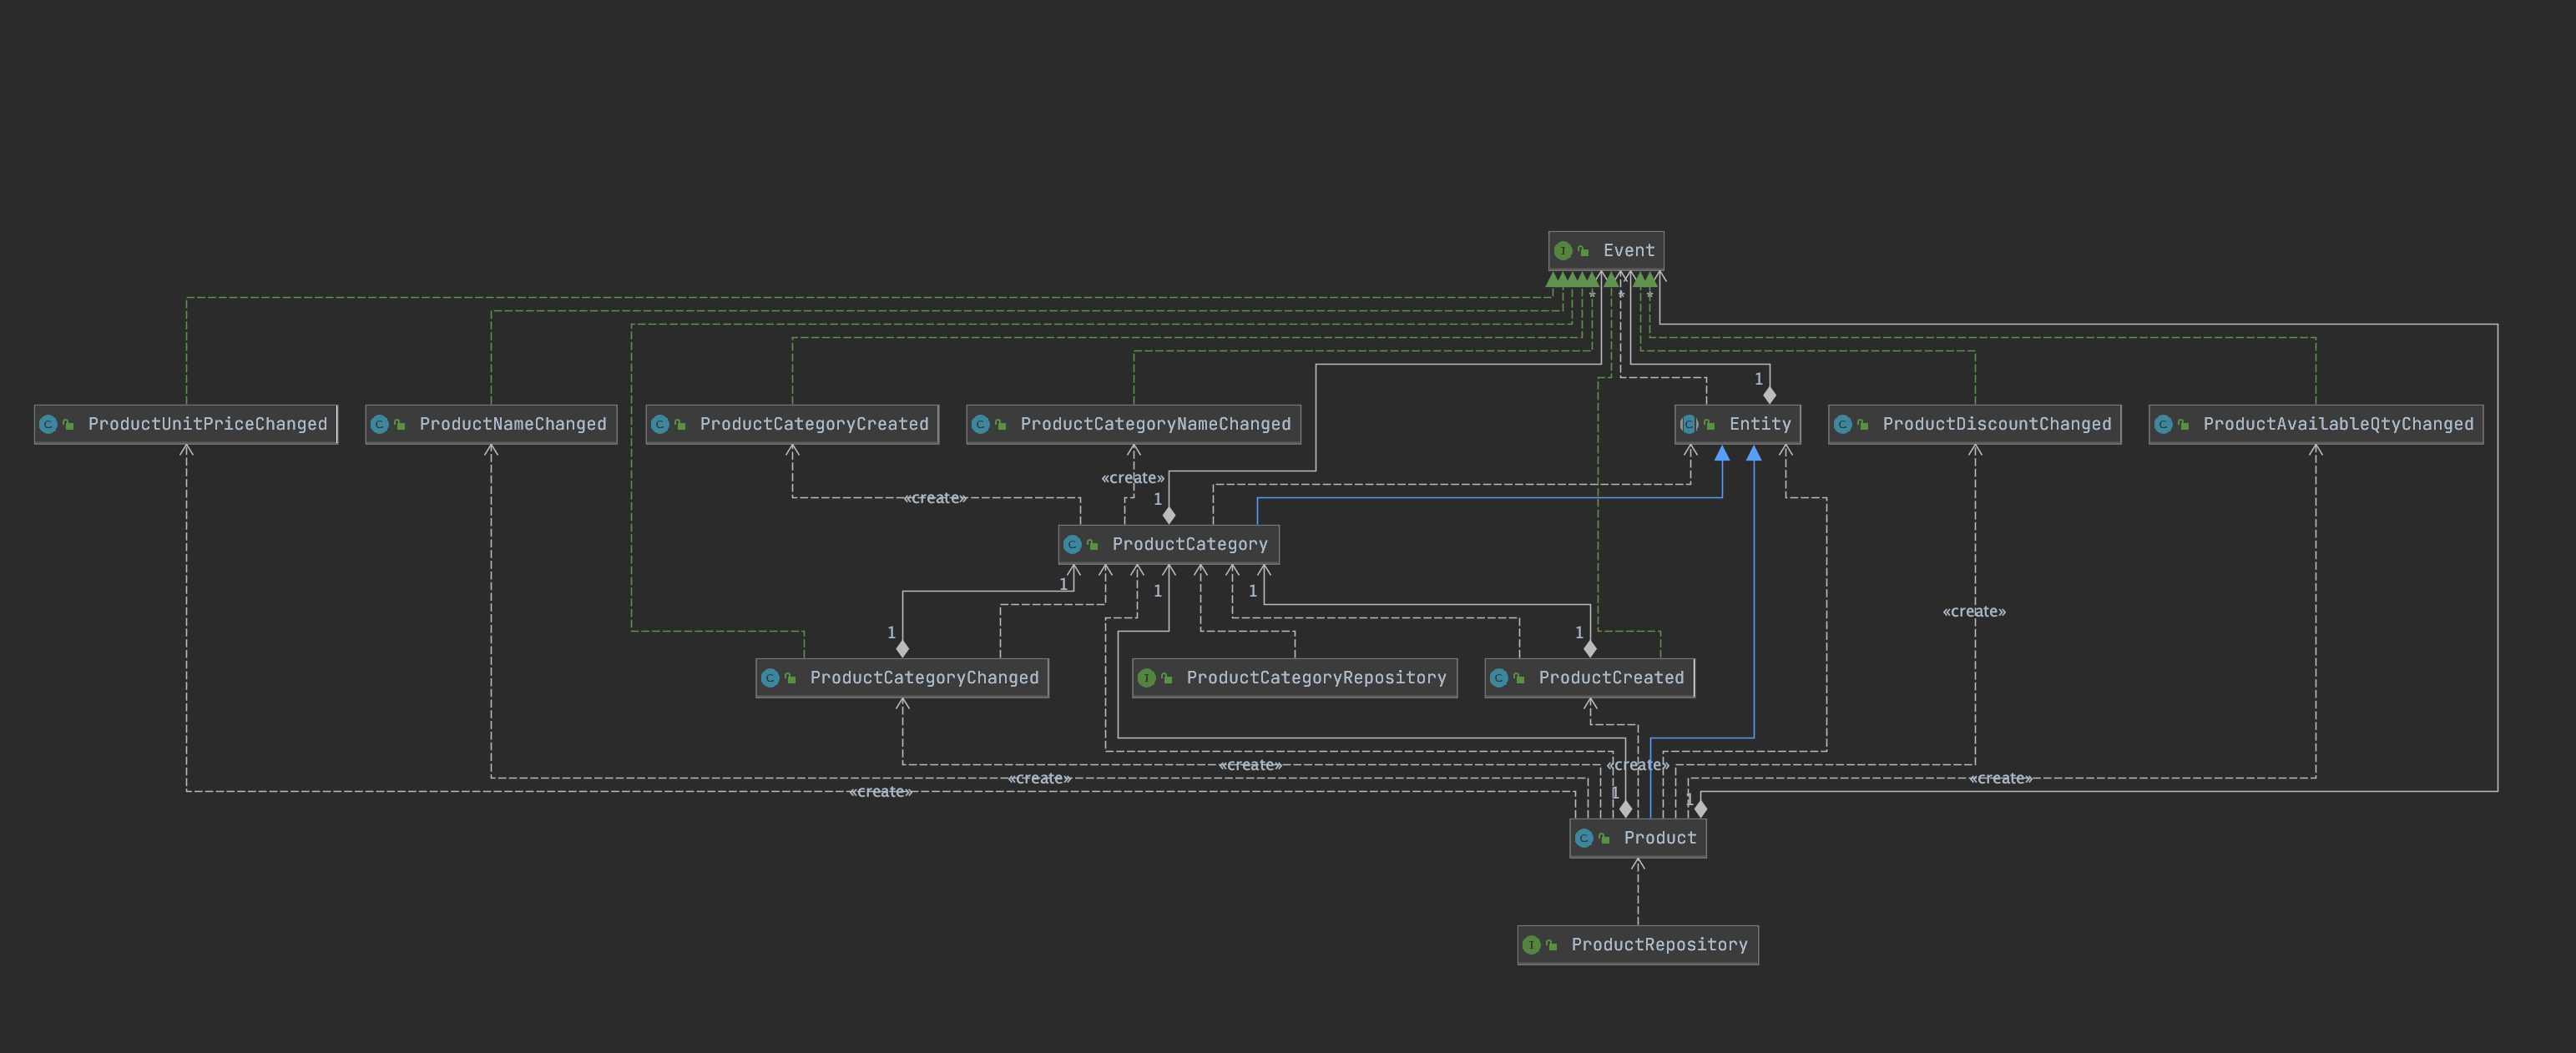 Event
*
*
*
1
ProductUnitPriceChanged
ProductNameChanged
ProductCategoryCreated
ProductCategoryNameChanged
Entity
ProductDiscountChanged
ProductAvailableQtyChanged
«create»
«create»
1
ProductCategory
1
1
1
«create»
1
1
ProductCategoryChanged
ProductCategoryRepository
ProductCreated
«create»
«create»
«create»
«create»
«create»
1
1
Product
ProductRepository